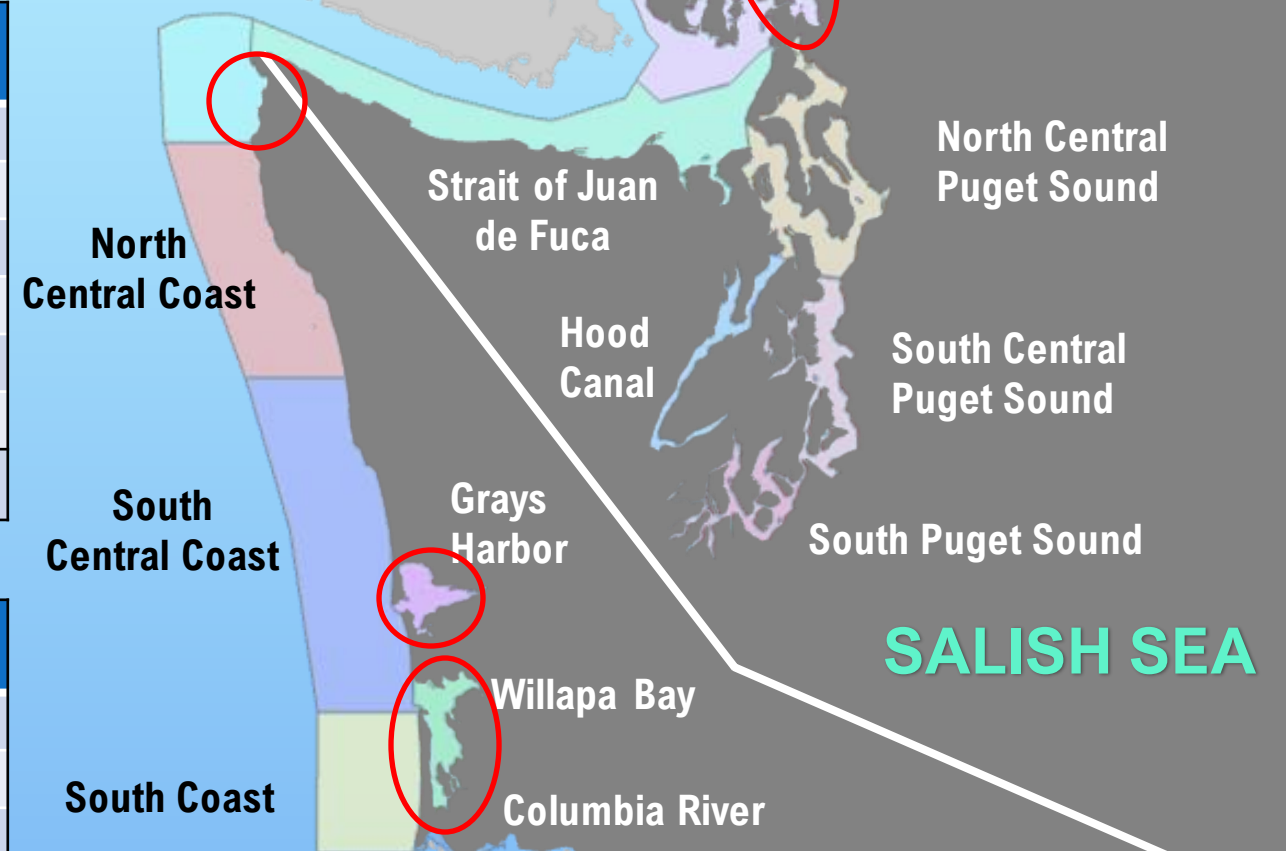 North Central
Puget Sound
Strait of Juan
de Fuca
North
Central Coast
Hood
Canal
South Central
Puget Sound
Grays
Harbor
South
Central Coast
South Puget Sound
SALISH SEA
Willapa Bay
South Coast
Columbia River